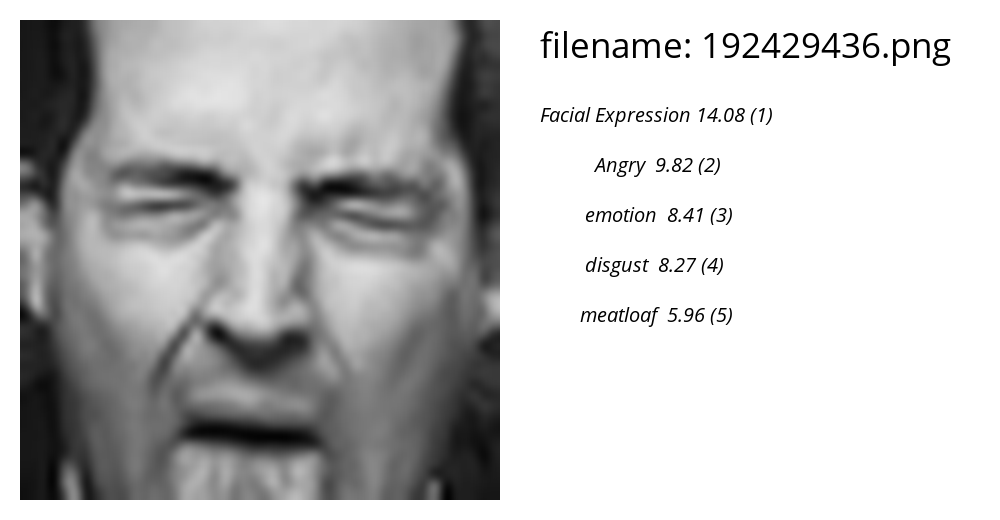 filename: 192429436.png
Facial Expression 14.08 (1)
Angry 9.82 (2)
emotion 8.41 (3)
disgust 8.27 (4)
meatloaf 5.96 (5)